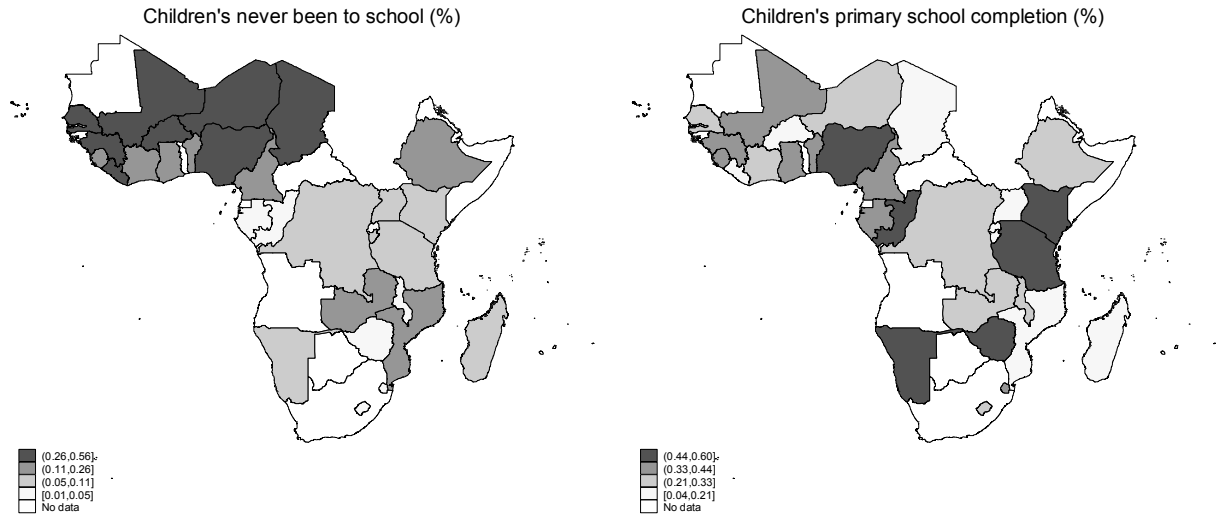 Children's never been to school (%)
(0.26,0.56]
(0.11,0.26]
(0.05,0.11]
[0.01,0.05]
No data
Children's primary school completion (%)
(0.44,0.60]
(0.33,0.44]
(0.21,0.33]
[0.04,0.21]
No data